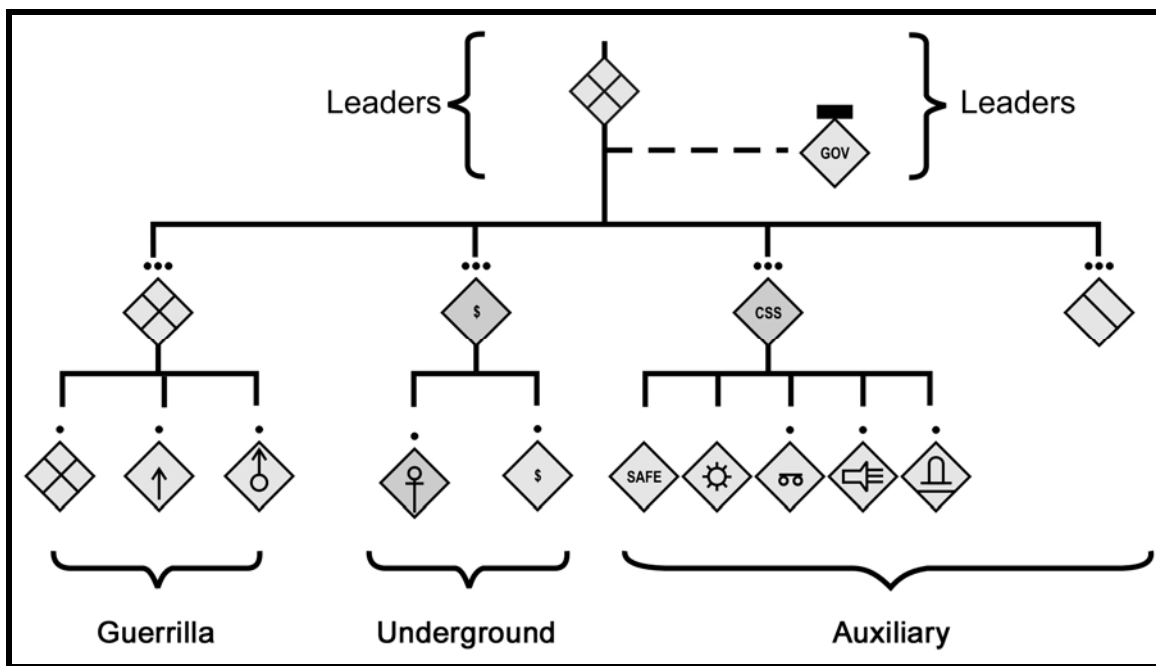 Leaders
Leaders
GOV
$
CSS
$
SAFE
Guerrilla
Underground
Auxiliary